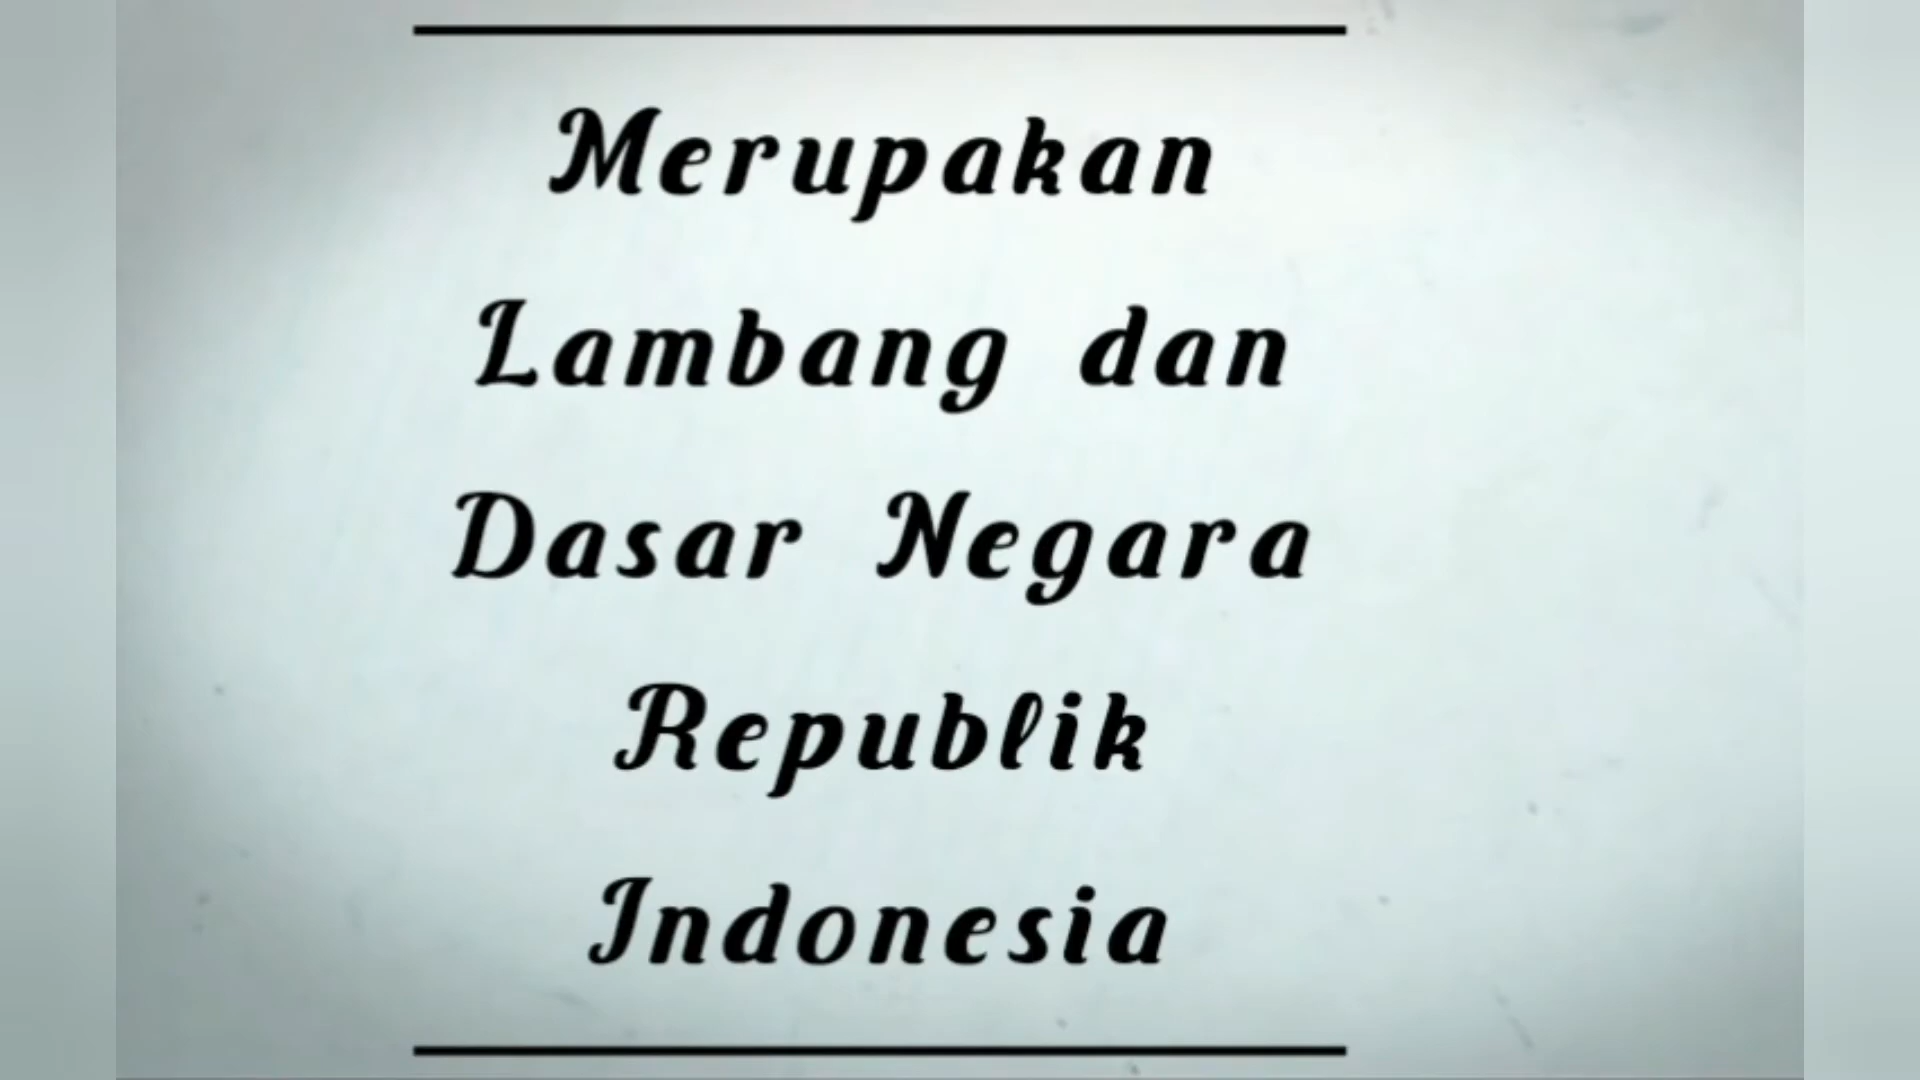 Merupakan
Lambang dan
Dasar Negara
Republik
Indonesia